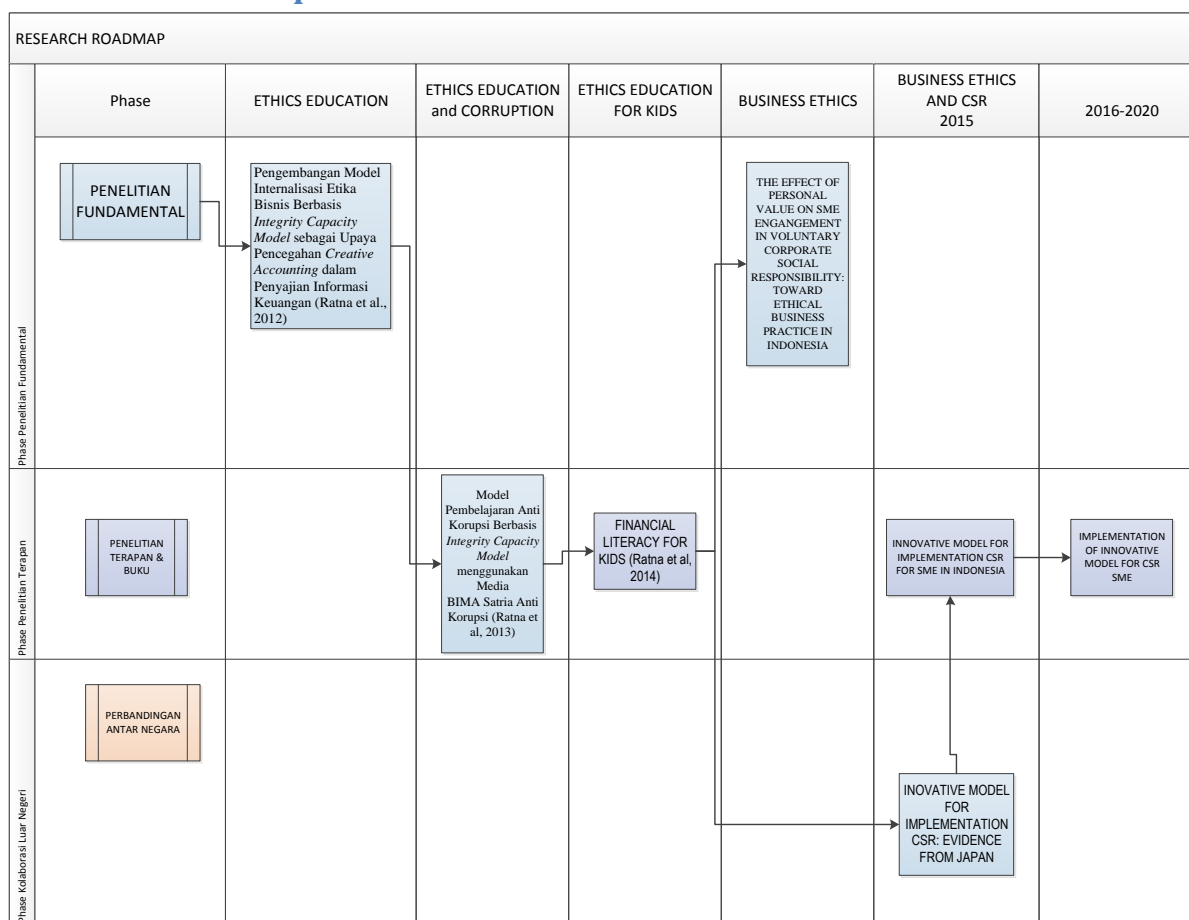 RESEARCH ROADMAP
Phase
ETHICS EDUCATION
ETHICS EDUCATION
and CORRUPTION
ETHICS EDUCATION
FOR KIDS
BUSINESS ETHICS
BUSINESS ETHICS
AND CSR
2015
2016-2020
Phase Penelitian Fundamental
PENELITIAN
FUNDAMENTAL
Pengembangan Model
Internalisasi Etika
Bisnis Berbasis
Integrity Capacity
Model sebagai Upaya
Pencegahan Creative
Accounting dalam
Penyajian Informasi
Keuangan (Ratna et al.,
2012)
THE EFFECT OF
PERSONAL
VALUE ON SME
ENGANGEMENT
IN VOLUNTARY
CORPORATE
SOCIAL
RESPONSIBILITY:
TOWARD
ETHICAL
BUSINESS
PRACTICE IN
INDONESIA
Phase Penelitian Terapan
PENELITIAN
TERAPAN &
BUKU
Model
Pembelajaran Anti
Korupsi Berbasis
Integrity Capacity
Model
menggunakan
Media
BIMA Satria Anti
Korupsi (Ratna et
al, 2013)
FINANCIAL
LITERACY FOR
KIDS (Ratna et al,
2014)
INNOVATIVE MODEL FOR
IMPLEMENTATION CSR
FOR SME IN INDONESIA
IMPLEMENTATION
OF INNOVATIVE
MODEL FOR CSR
SME
Phase Kolaborasi Luar Negeri
PERBANDINGAN
ANTAR NEGARA
INOVATIVE MODEL
FOR
IMPLEMENTATION
CSR: EVIDENCE
FROM JAPAN